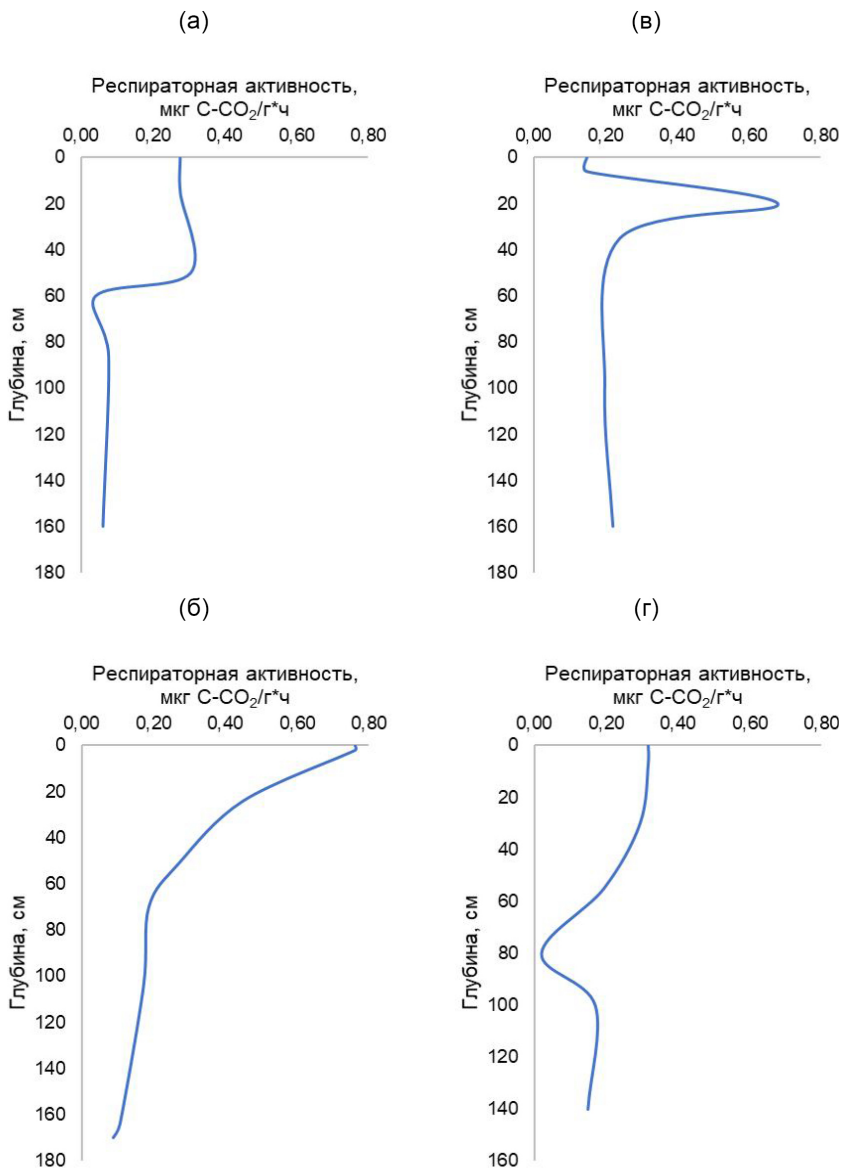 (а)
Респираторная активность,
мкг C-CO₂/г*ч
0,00 0,20 0,40 0,60 0,80
0
20
40
60
80
100
120
140
160
180
Глубина, см
(в)
Респираторная активность,
мкг C-CO₂/г*ч
0,00 0,20 0,40 0,60 0,80
0
20
40
60
80
100
120
140
160
180
Глубина, см
(б)
Респираторная активность,
мкг C-CO₂/г*ч
0,00 0,20 0,40 0,60 0,80
0
20
40
60
80
100
120
140
160
180
Глубина, см
(г)
Респираторная активность,
мкг C-CO₂/г*ч
0,00 0,20 0,40 0,60 0,80
0
20
40
60
80
100
120
140
160
Глубина, см